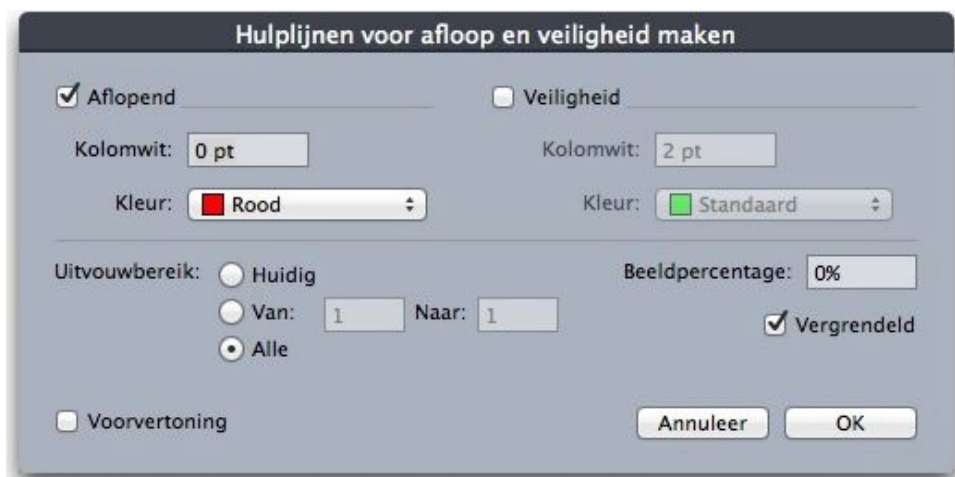 Hulplijnen voor afloop en veiligheid maken
Aflopend
Veiligheid
Kolomwit: 0 pt
Kolomwit: 2 pt
Kleur: Rood
Kleur: Standaard
Uitvouwbereik: Huidig
Beeldpercentage: 0%
Van: 1 Naar: 1
Vergrendeld
Alle
Voorvertoning
Annuleer
OK